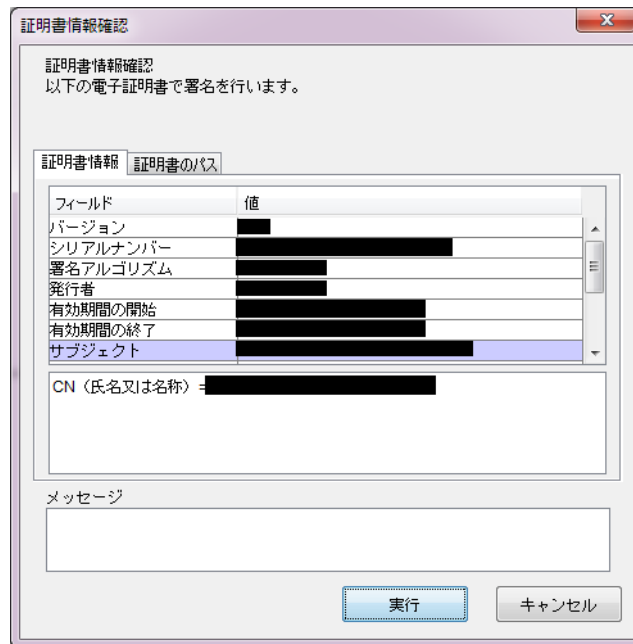 証明書情報確認
証明書情報確認
以下の電子証明書で署名を行います。
証明書情報 証明書のパス
フィールド 値
バージョン
シリアルナンバー
署名アルゴリズム
発行者
有効期間の開始
有効期間の終了
サブジェクト
CN（氏名又は名称）=
メッセージ
実行 キャンセル